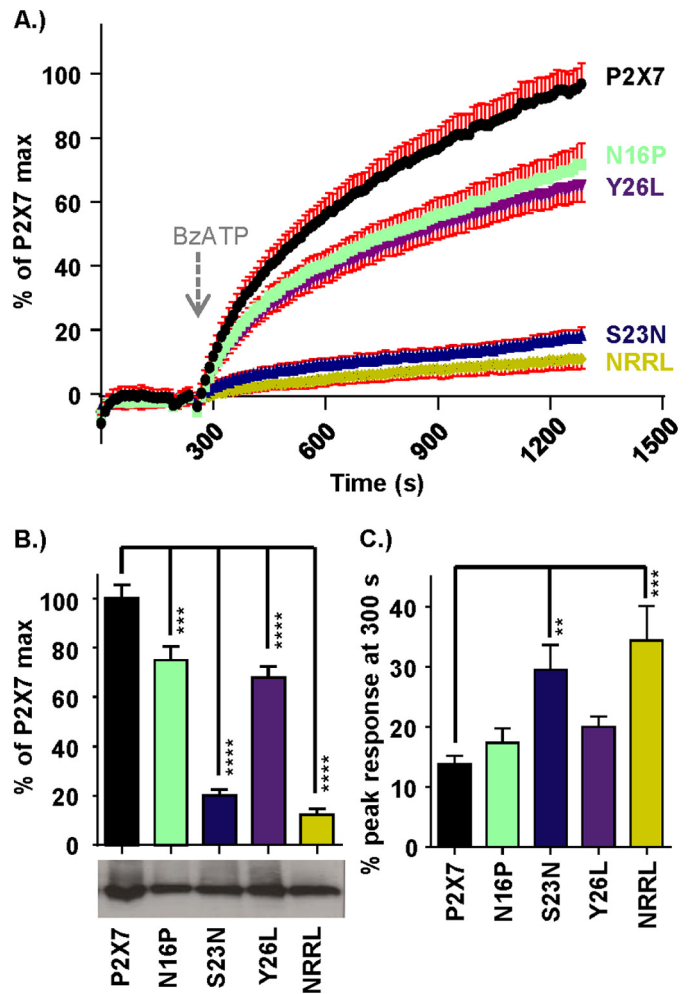 A.)
% of P2X7 max
100
80
60
40
20
0
BzATP
P2X7
N16P
Y26L
S23N
NRRL
300
600
900
1200
1500
Time (s)
B.)
% of P2X7 max
100
80
60
40
20
0
***
****
****
****
P2X7
N16P
S23N
Y26L
NRRL
C.)
% peak response at 300 s
40
30
20
10
0
**
***
P2X7
N16P
S23N
Y26L
NRRL